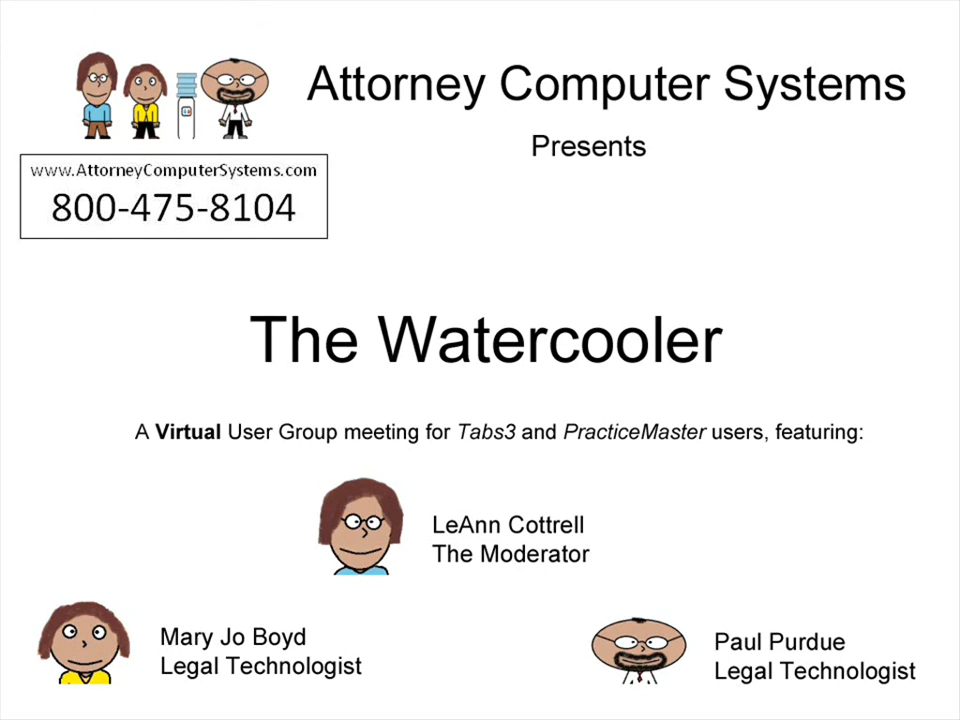 Attorney Computer Systems
Presents
www.AttorneyComputerSystems.com
800-475-8104
The Watercooler
A Virtual User Group meeting for Tabs3 and PracticeMaster users, featuring:
LeAnn Cottrell
The Moderator
Mary Jo Boyd
Legal Technologist
Paul Purdue
Legal Technologist